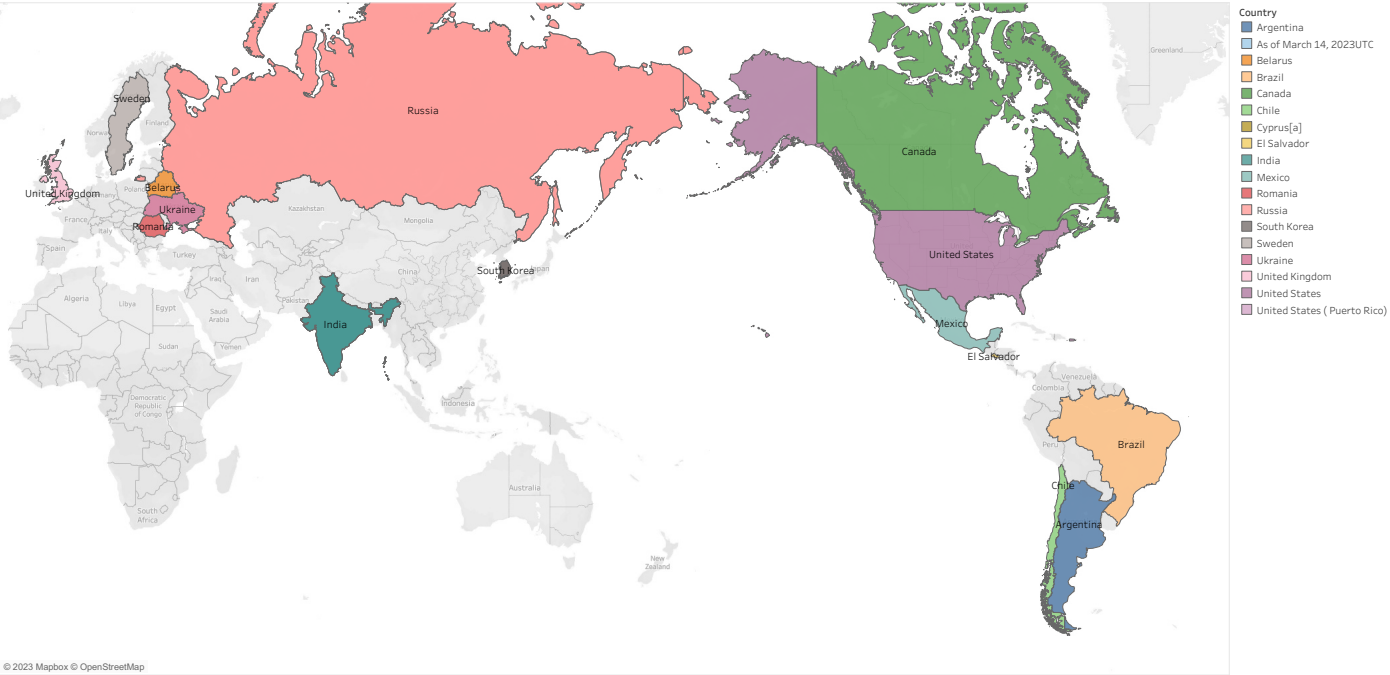 Greenland
Sweden
Finland
Norwa
Russia
Canada
United Kingdom
Poland
Belarus
Ukraine
France
Romania
Italy
Kazakhstan
Mongolia
Spain
Turkey
United States
China
South Korea
Japan
Iraq
Iran
Algeria
Libya
Egypt
Pakistan
Saudi
Arabia
India
Mexico
Sudan
Yemen
El Salvador
Venezuela
Colombia
Democratic
Republic
of Congo
Indonesia
Peru
Brazil
Australia
Chile
South
Africa
Argentina
New
Zealand
© 2023 Mapbox © OpenStreetMap
Country
Argentina
As of March 14, 2023UTC
Belarus
Brazil
Canada
Chile
Cyprus[a]
El Salvador
India
Mexico
Romania
Russia
South Korea
Sweden
Ukraine
United Kingdom
United States
United States ( Puerto Rico)